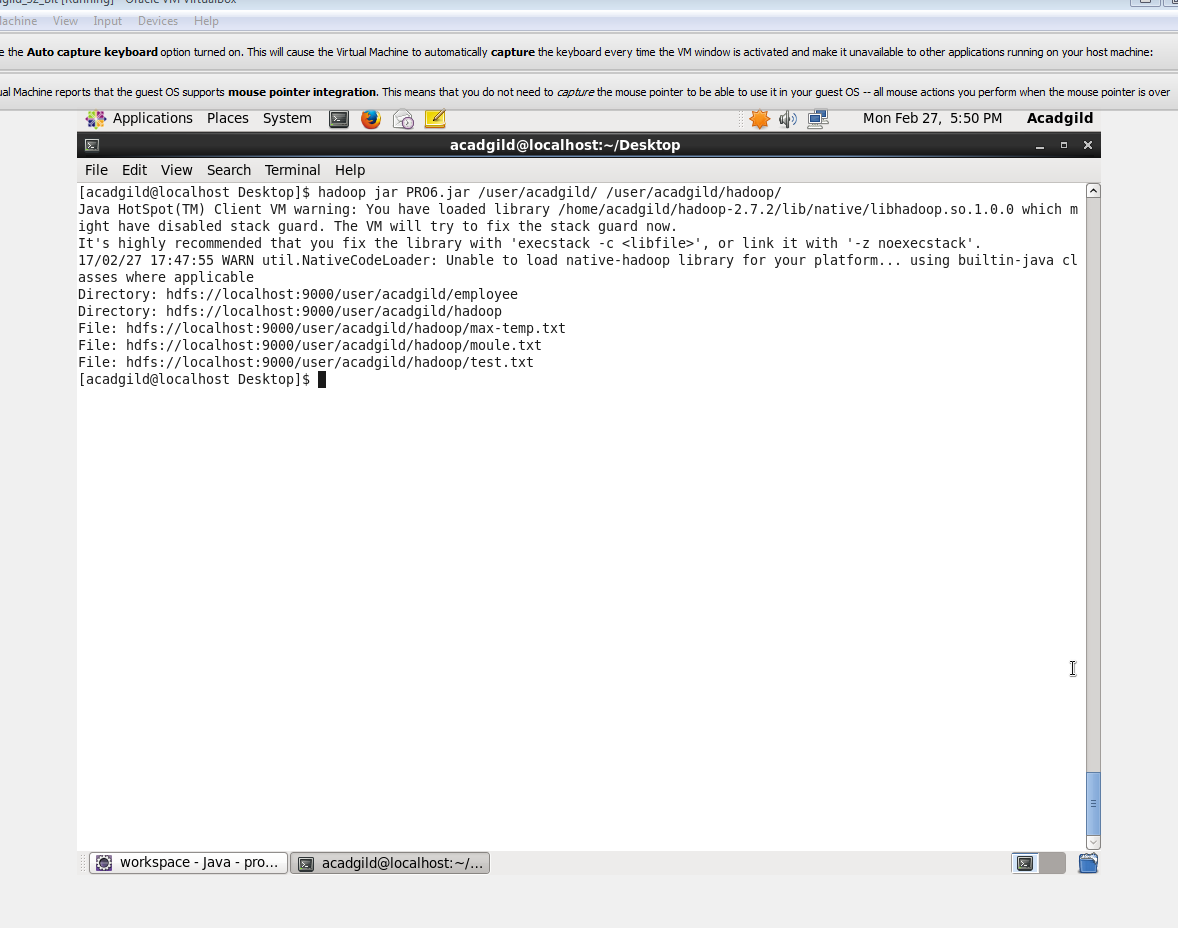 [Running] - Oracle VM VirtualBox
Machine View Input Devices Help
e the Auto capture keyboard option turned on. This will cause the Virtual Machine to automatically capture the keyboard every time the VM window is activated and make it unavailable to other applications running on your host machine:
ual Machine reports that the guest OS supports mouse pointer integration. This means that you do not need to capture the mouse pointer to be able to use it in your guest OS -- all mouse actions you perform when the mouse pointer is over
Applications Places System Mon Feb 27, 5:50 PM Acadgild
acadgild@localhost:~/Desktop
File Edit View Search Terminal Help
[acadgild@localhost Desktop]$ hadoop jar PRO6.jar /user/acadgild/ /user/acadgild/hadoop/
Java HotSpot(TM) Client VM warning: You have loaded library /home/acadgild/hadoop-2.7.2/lib/native/libhadoop.so.1.0.0 which m
ight have disabled stack guard. The VM will try to fix the stack guard now.
It's highly recommended that you fix the library with 'execstack -c <libfile>', or link it with '-z noexecstack'.
17/02/27 17:47:55 WARN util.NativeCodeLoader: Unable to load native-hadoop library for your platform... using builtin-java cl
asses where applicable
Directory: hdfs://localhost:9000/user/acadgild/employee
Directory: hdfs://localhost:9000/user/acadgild/hadoop
File: hdfs://localhost:9000/user/acadgild/hadoop/max-temp.txt
File: hdfs://localhost:9000/user/acadgild/hadoop/moule.txt
File: hdfs://localhost:9000/user/acadgild/hadoop/test.txt
[acadgild@localhost Desktop]$
workspace - Java - pro... acadgild@localhost:~/...